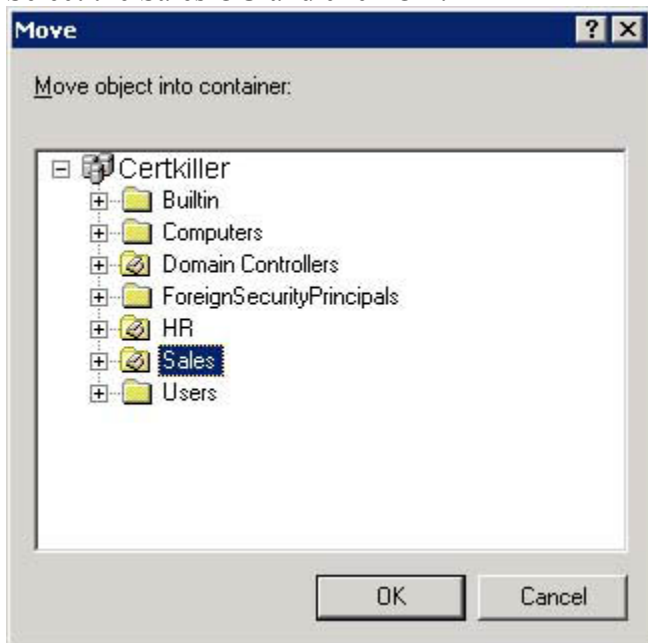 Move
Move object into container:
Certkiller
Builtin
Computers
Domain Controllers
ForeignSecurityPrincipals
HR
Sales
Users
OK Cancel